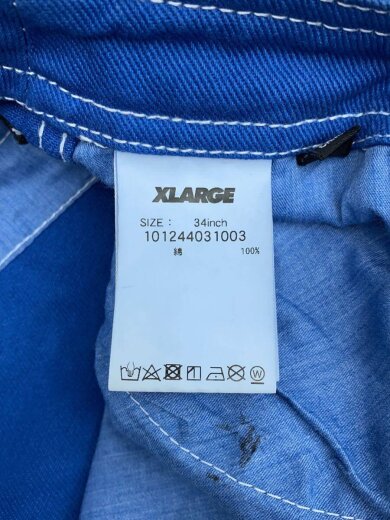 XLARGE
SIZE : 34inch
101244031003
綿 100%
W